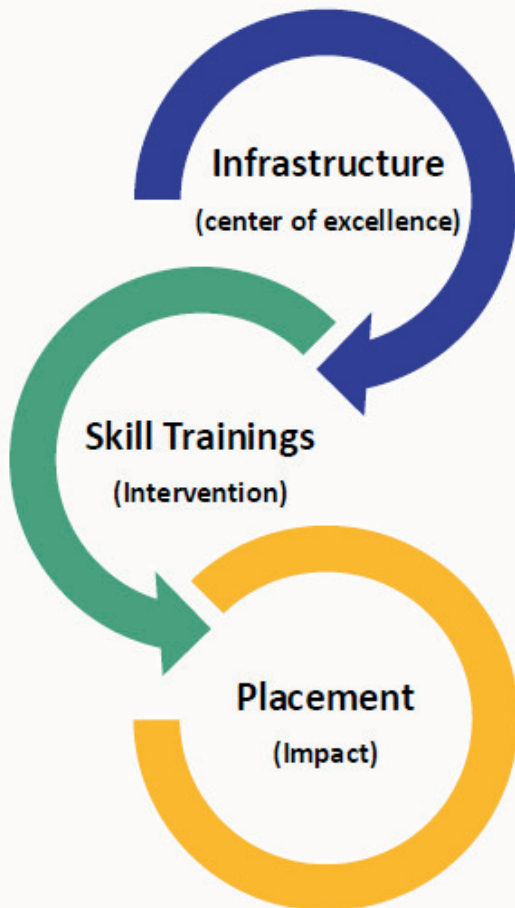 Infrastructure
(center of excellence)
Skill Trainings
(Intervention)
Placement
(Impact)